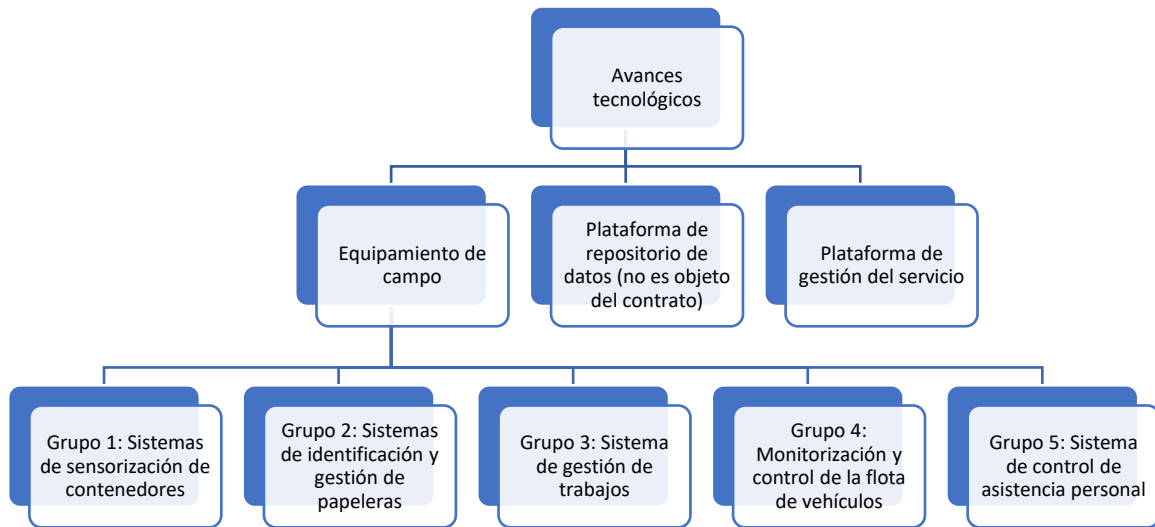 Avances
tecnológicos
Equipamiento de
campo
Plataforma de
repositorio de
datos (no es objeto
del contrato)
Plataforma de
gestión del servicio
Grupo 1: Sistemas
de sensorización de
contenedores
Grupo 2: Sistemas
de identificación y
gestión de
papeleras
Grupo 3: Sistema
de gestión de
trabajos
Grupo 4:
Monitorización y
control de la flota
de vehículos
Grupo 5: Sistema
de control de
asistencia personal